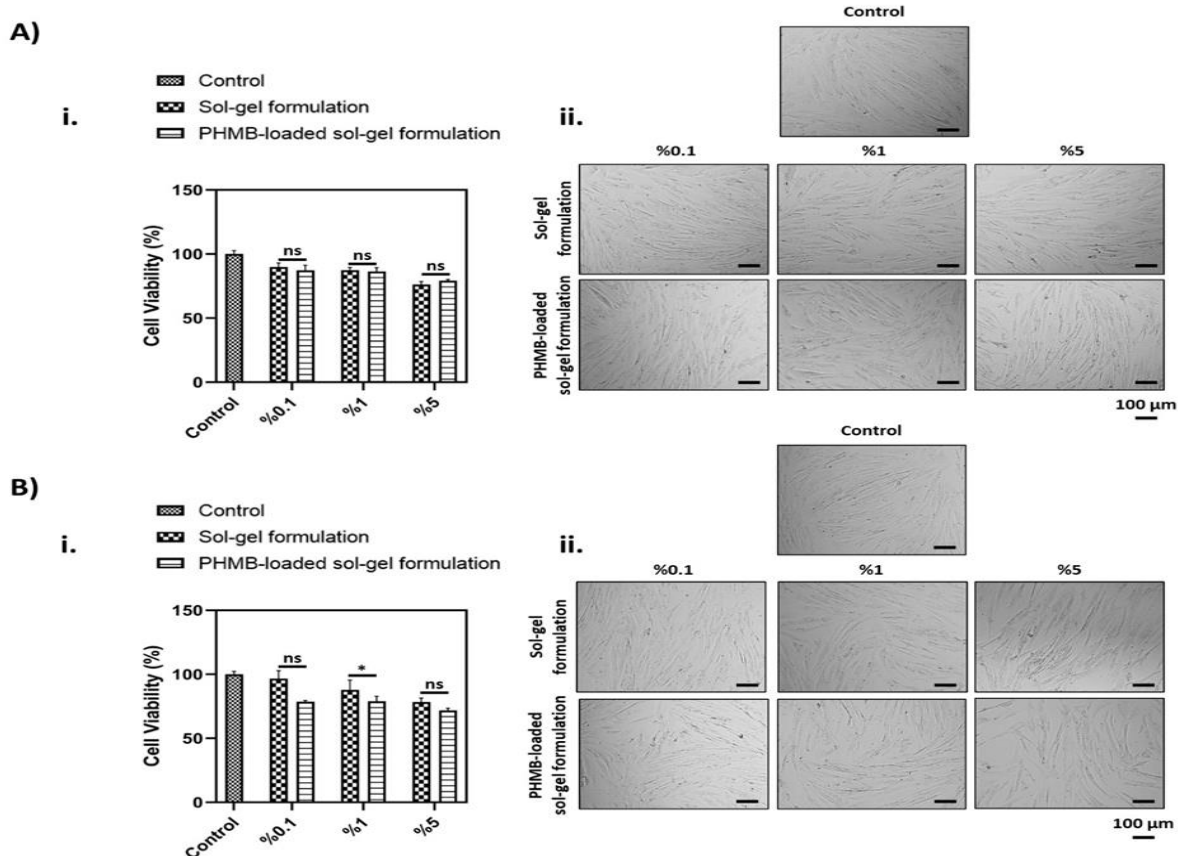 A)
i.
Control
Sol-gel formulation
PHMB-loaded sol-gel formulation
Cell Viability (%)
150
100
50
0
ns
ns
ns
Control
%0.1
%1
%5
ii.
Control
%0.1
%1
%5
Sol-gel
formulation
PHMB-loaded
sol-gel formulation
100 µm
B)
i.
Control
Sol-gel formulation
PHMB-loaded sol-gel formulation
Cell Viability (%)
150
100
50
0
ns
*
ns
Control
%0.1
%1
%5
ii.
Control
%0.1
%1
%5
Sol-gel
formulation
PHMB-loaded
sol-gel formulation
100 µm